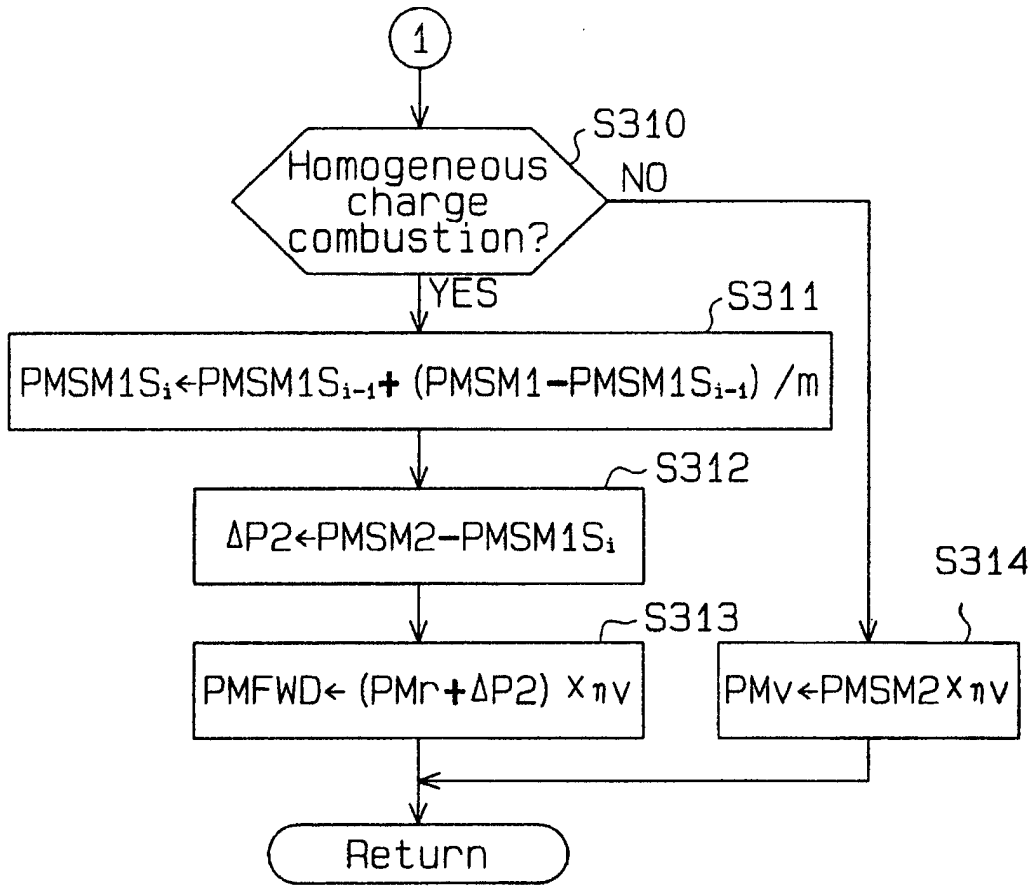 1
S310
Homogeneous
charge
combustion?
NO
YES
S311
PMSM1Sᵢ←PMSM1Sᵢ₋₁+(PMSM1−PMSM1Sᵢ₋₁)/m
S312
ΔP2←PMSM2−PMSM1Sᵢ
S313
PMFWD←(PMr+ΔP2)×ηv
S314
PMv←PMSM2×ηv
Return